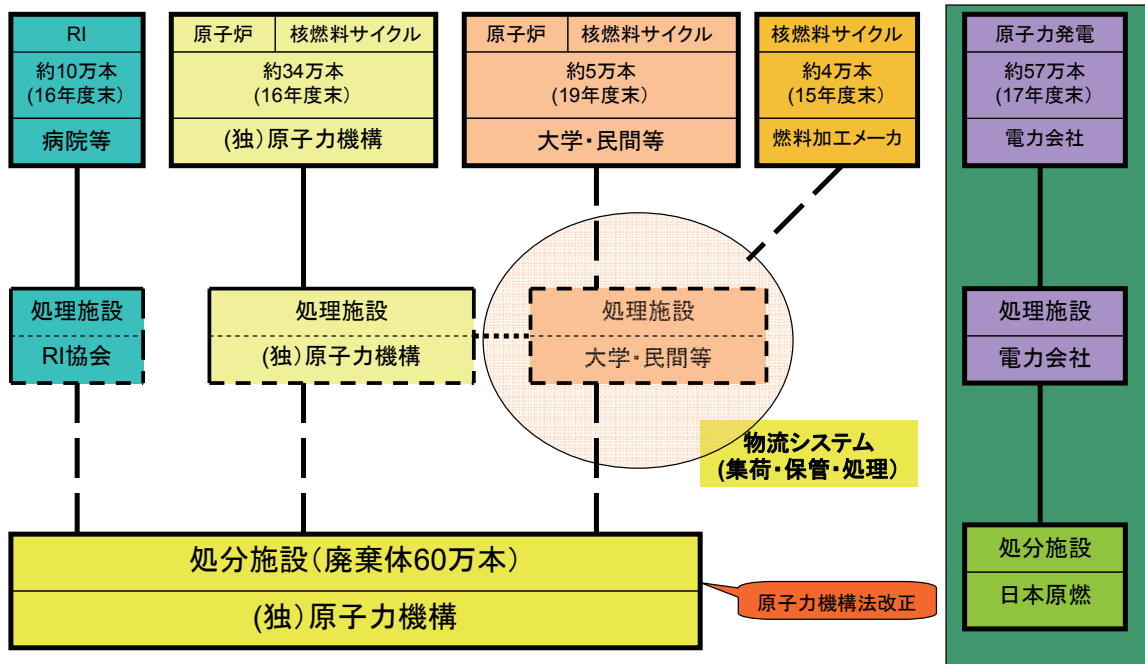 RI
約10万本
(16年度末)
病院等
原子炉
核燃料サイクル
約34万本
(16年度末)
(独)原子力機構
原子炉
核燃料サイクル
約5万本
(19年度末)
大学・民間等
核燃料サイクル
約4万本
(15年度末)
燃料加工メーカ
原子力発電
約57万本
(17年度末)
電力会社
処理施設
RI協会
処理施設
(独)原子力機構
処理施設
大学・民間等
処理施設
電力会社
物流システム
(集荷・保管・処理)
処分施設(廃棄体60万本)
(独)原子力機構
原子力機構法改正
処分施設
日本原燃